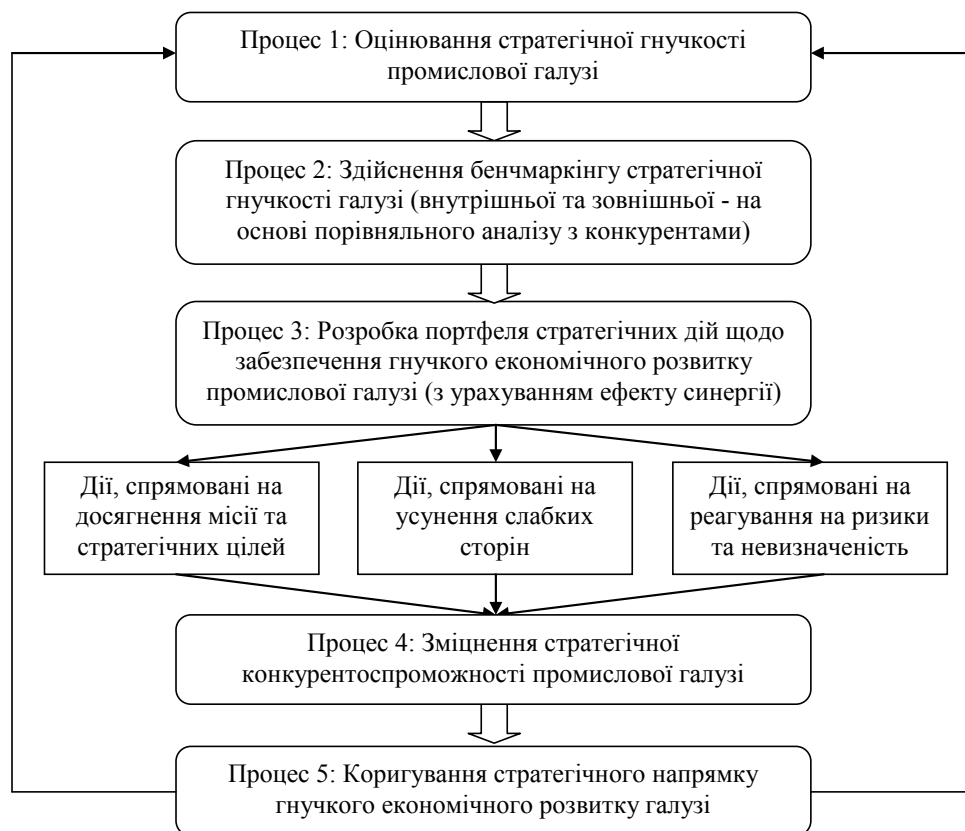 Процес 1: Оцінювання стратегічної гнучкості
промислової галузі
Процес 2: Здійснення бенчмаркінгу стратегічної
гнучкості галузі (внутрішньої та зовнішньої - на
основі порівняльного аналізу з конкурентами)
Процес 3: Розробка портфеля стратегічних дій щодо
забезпечення гнучкого економічного розвитку
промислової галузі (з урахуванням ефекту синергії)
Дії, спрямовані на
досягнення місії та
стратегічних цілей
Дії, спрямовані на
усунення слабких
сторін
Дії, спрямовані на
реагування на ризики
та невизначеність
Процес 4: Зміцнення стратегічної
конкурентоспроможності промислової галузі
Процес 5: Коригування стратегічного напрямку
гнучкого економічного розвитку галузі